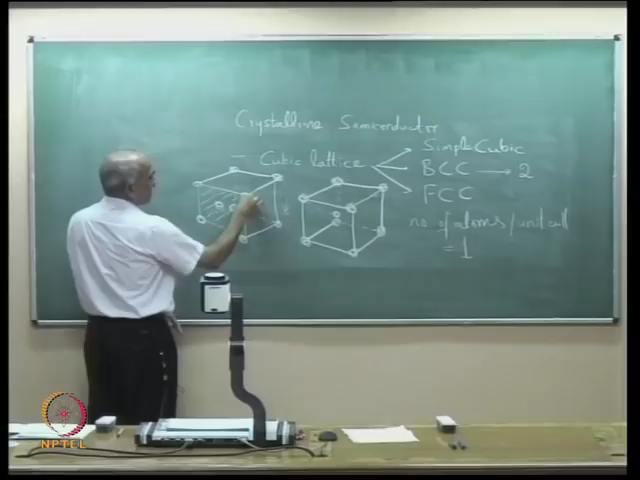 Crystalline Semiconductor
— Cubic lattice
Simple Cubic
BCC → 2
FCC
no of atoms/unit cell
= 1
NPTEL